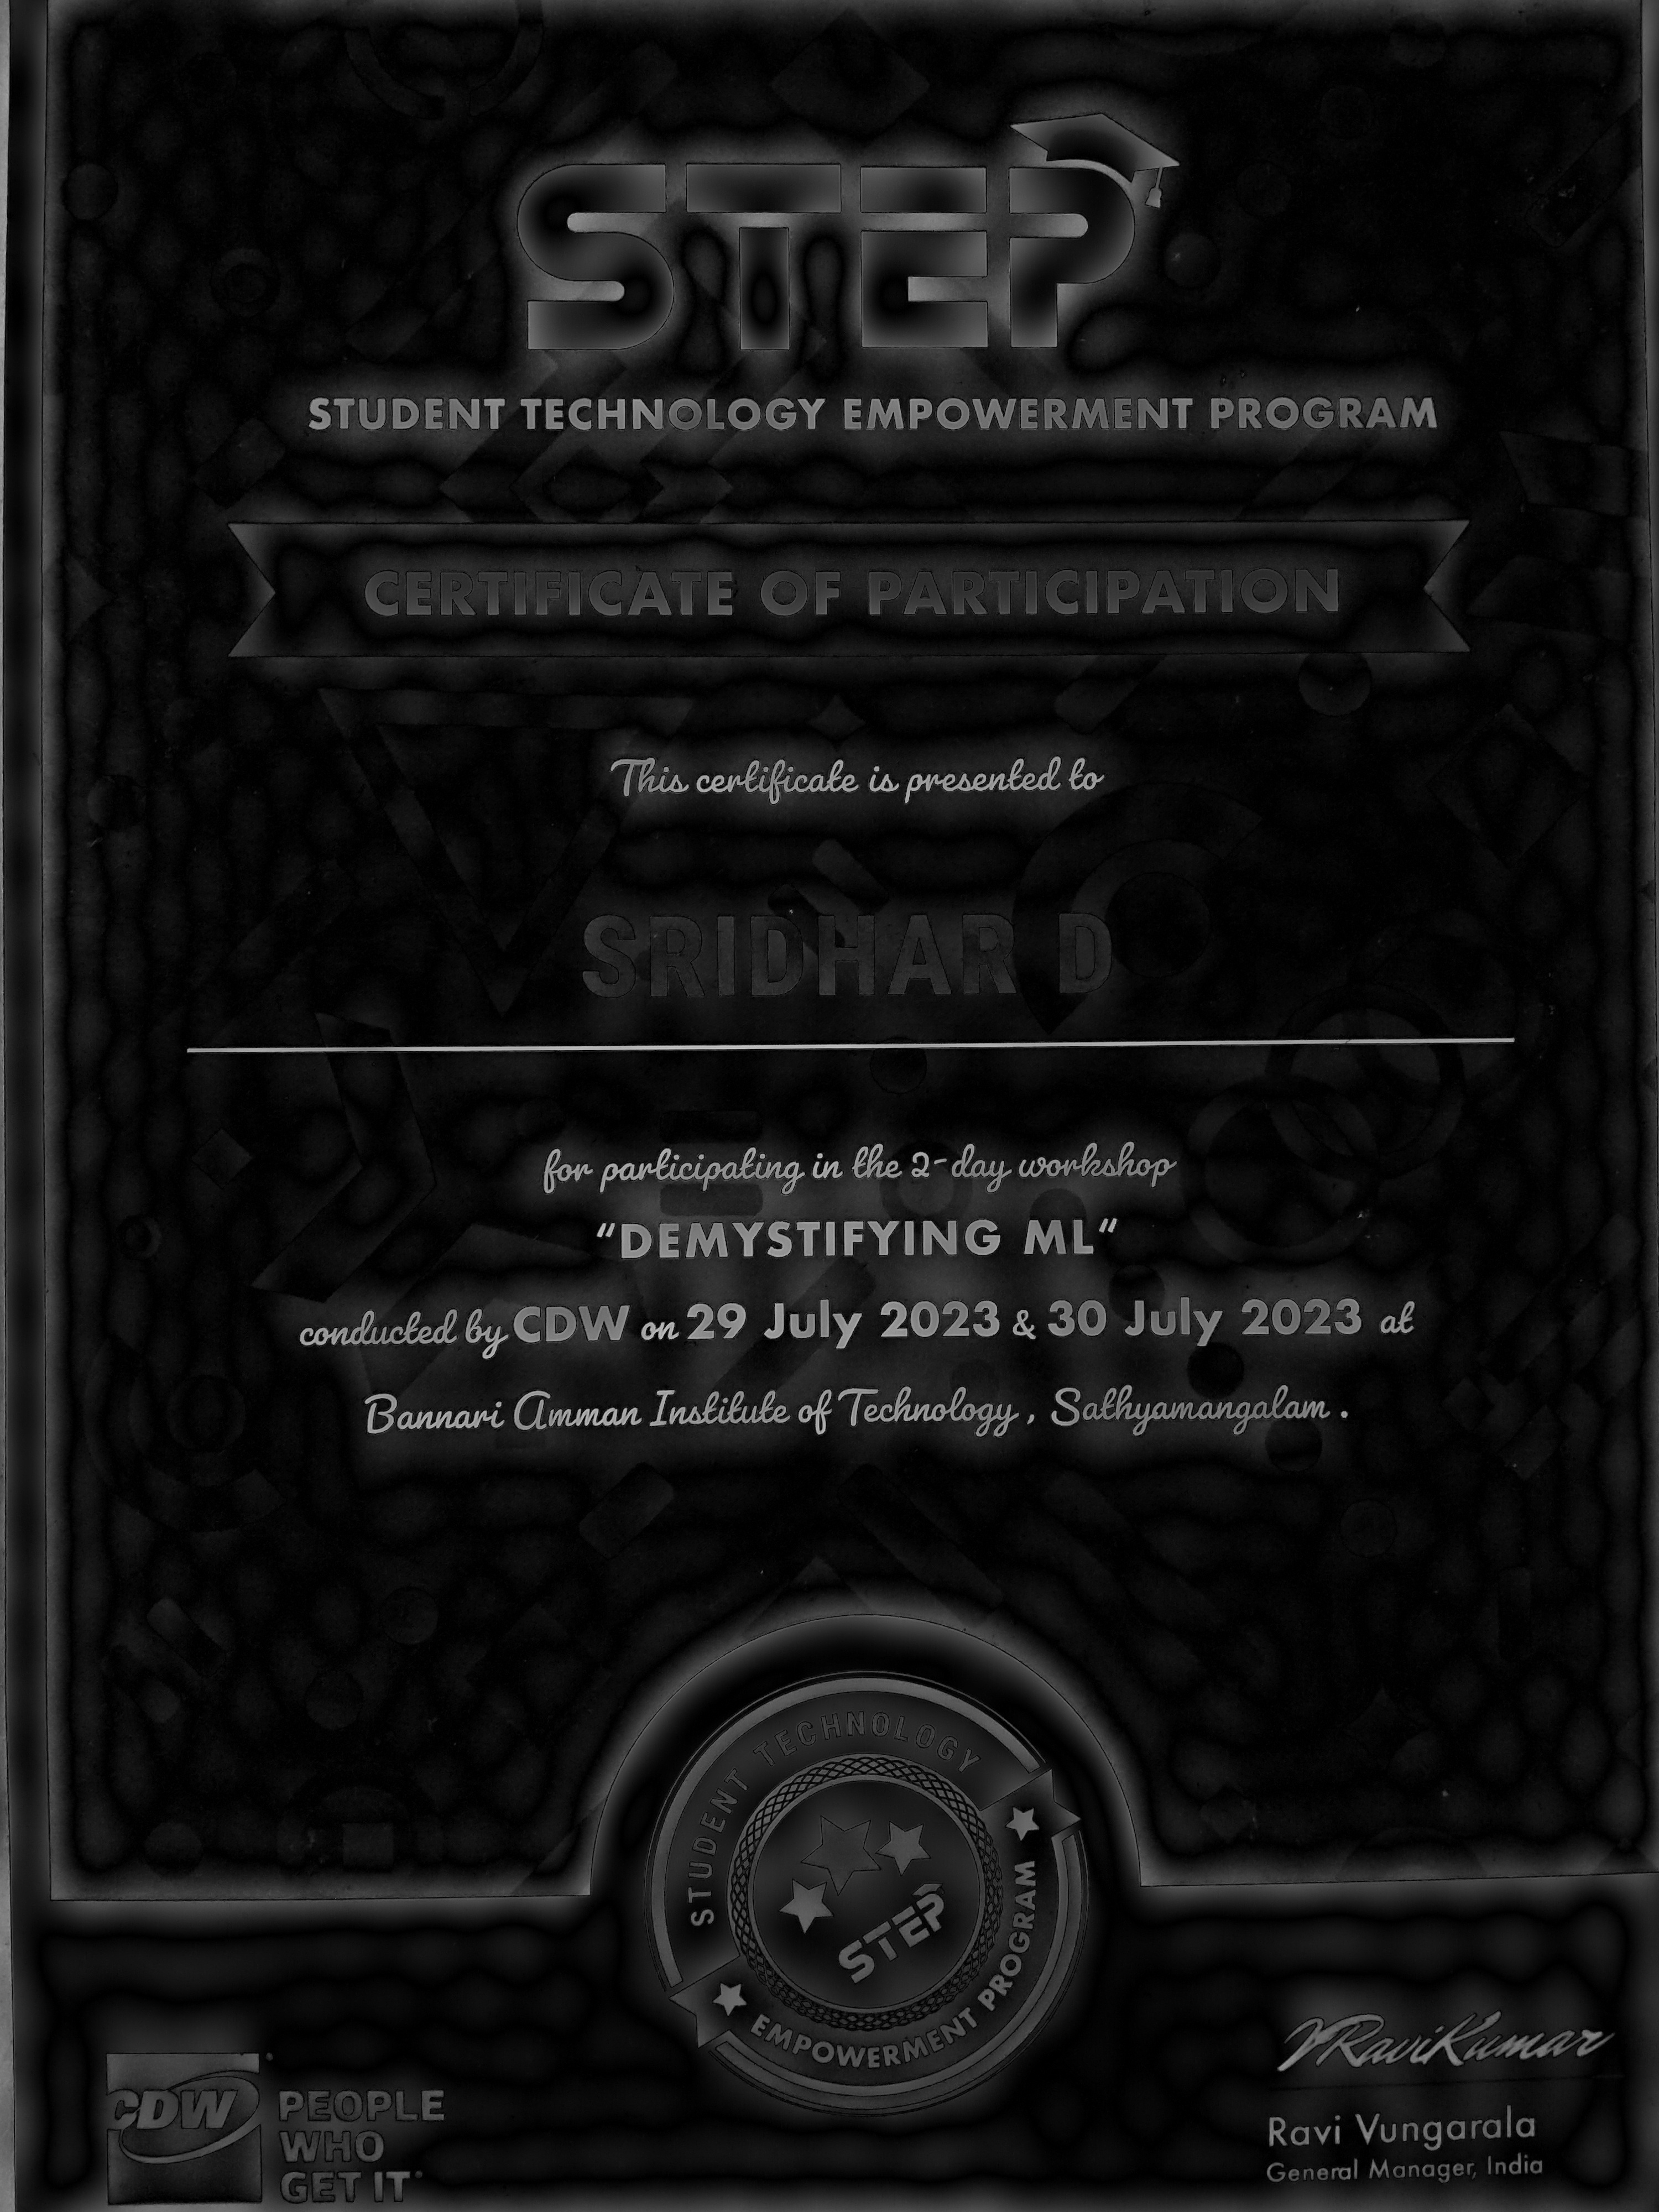 STEP
STUDENT TECHNOLOGY EMPOWERMENT PROGRAM
CERTIFICATE OF PARTICIPATION
This certificate is presented to
SRIDHAR D
for participating in the 2-day workshop
"DEMYSTIFYING ML"
conducted by CDW on 29 July 2023 & 30 July 2023 at
Bannari Amman Institute of Technology, Sathyamangalam.
STUDENT TECHNOLOGY
STEP
EMPOWERMENT PROGRAM
VRaviKumar
CDW
PEOPLE
WHO
GET IT
Ravi Vungarala
General Manager, India